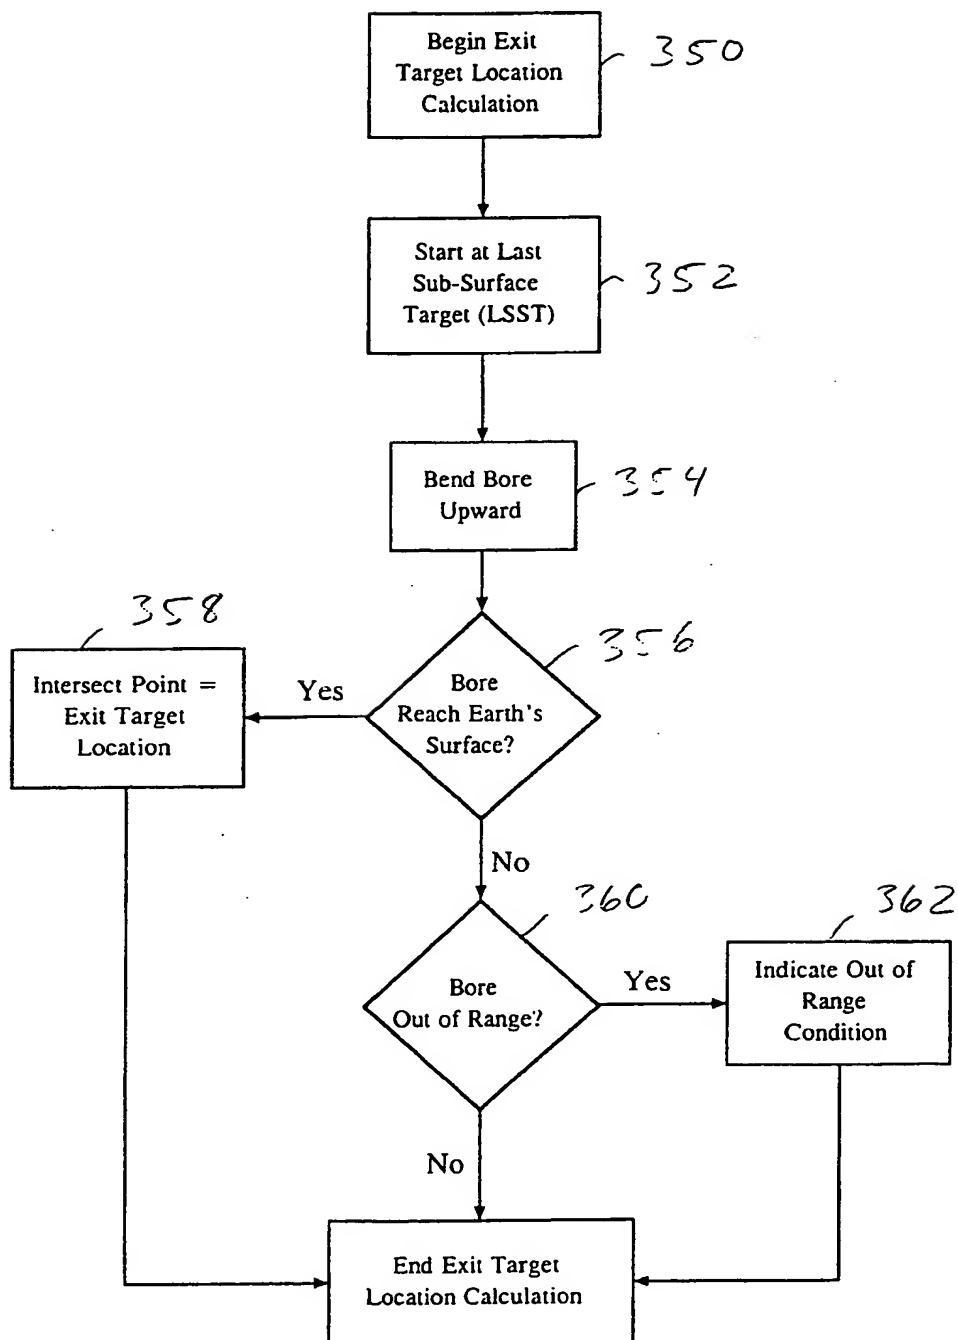 Begin Exit
Target Location
Calculation
350
Start at Last
Sub-Surface
Target (LSST)
352
Bend Bore
Upward
354
358
356
Intersect Point =
Exit Target
Location
Yes
Bore
Reach Earth's
Surface?
No
360
362
Bore
Out of Range?
Yes
Indicate Out of
Range
Condition
No
End Exit Target
Location Calculation